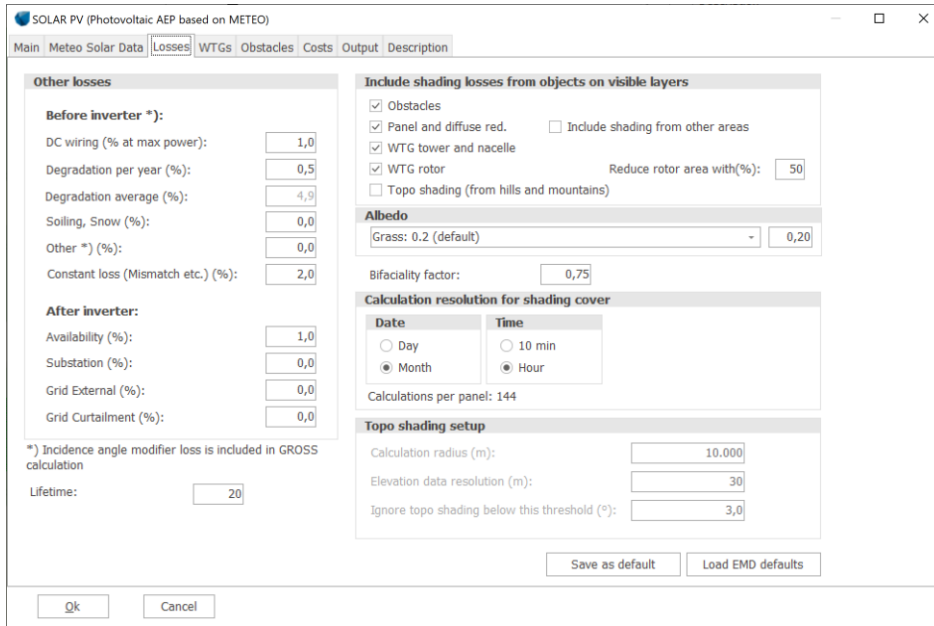 SOLAR PV (Photovoltaic AEP based on METEO)
Main Meteo Solar Data Losses WTGs Obstacles Costs Output Description
Other losses
Before inverter *):
DC wiring (% at max power): 1,0
Degradation per year (%): 0,5
Degradation average (%): 4,9
Soiling, Snow (%): 0,0
Other *) (%): 0,0
Constant loss (Mismatch etc.) (%): 2,0
After inverter:
Availability (%): 1,0
Substation (%): 0,0
Grid External (%): 0,0
Grid Curtailment (%): 0,0
*) Incidence angle modifier loss is included in GROSS
calculation
Lifetime: 20
Include shading losses from objects on visible layers
Obstacles
Panel and diffuse red. Include shading from other areas
WTG tower and nacelle
WTG rotor Reduce rotor area with(%): 50
Topo shading (from hills and mountains)
Albedo
Grass: 0.2 (default) 0,20
Bifaciality factor: 0,75
Calculation resolution for shading cover
Date Time
Day 10 min
Month Hour
Calculations per panel: 144
Topo shading setup
Calculation radius (m): 10.000
Elevation data resolution (m): 30
Ignore topo shading below this threshold (°): 3,0
Save as default Load EMD defaults
Ok Cancel